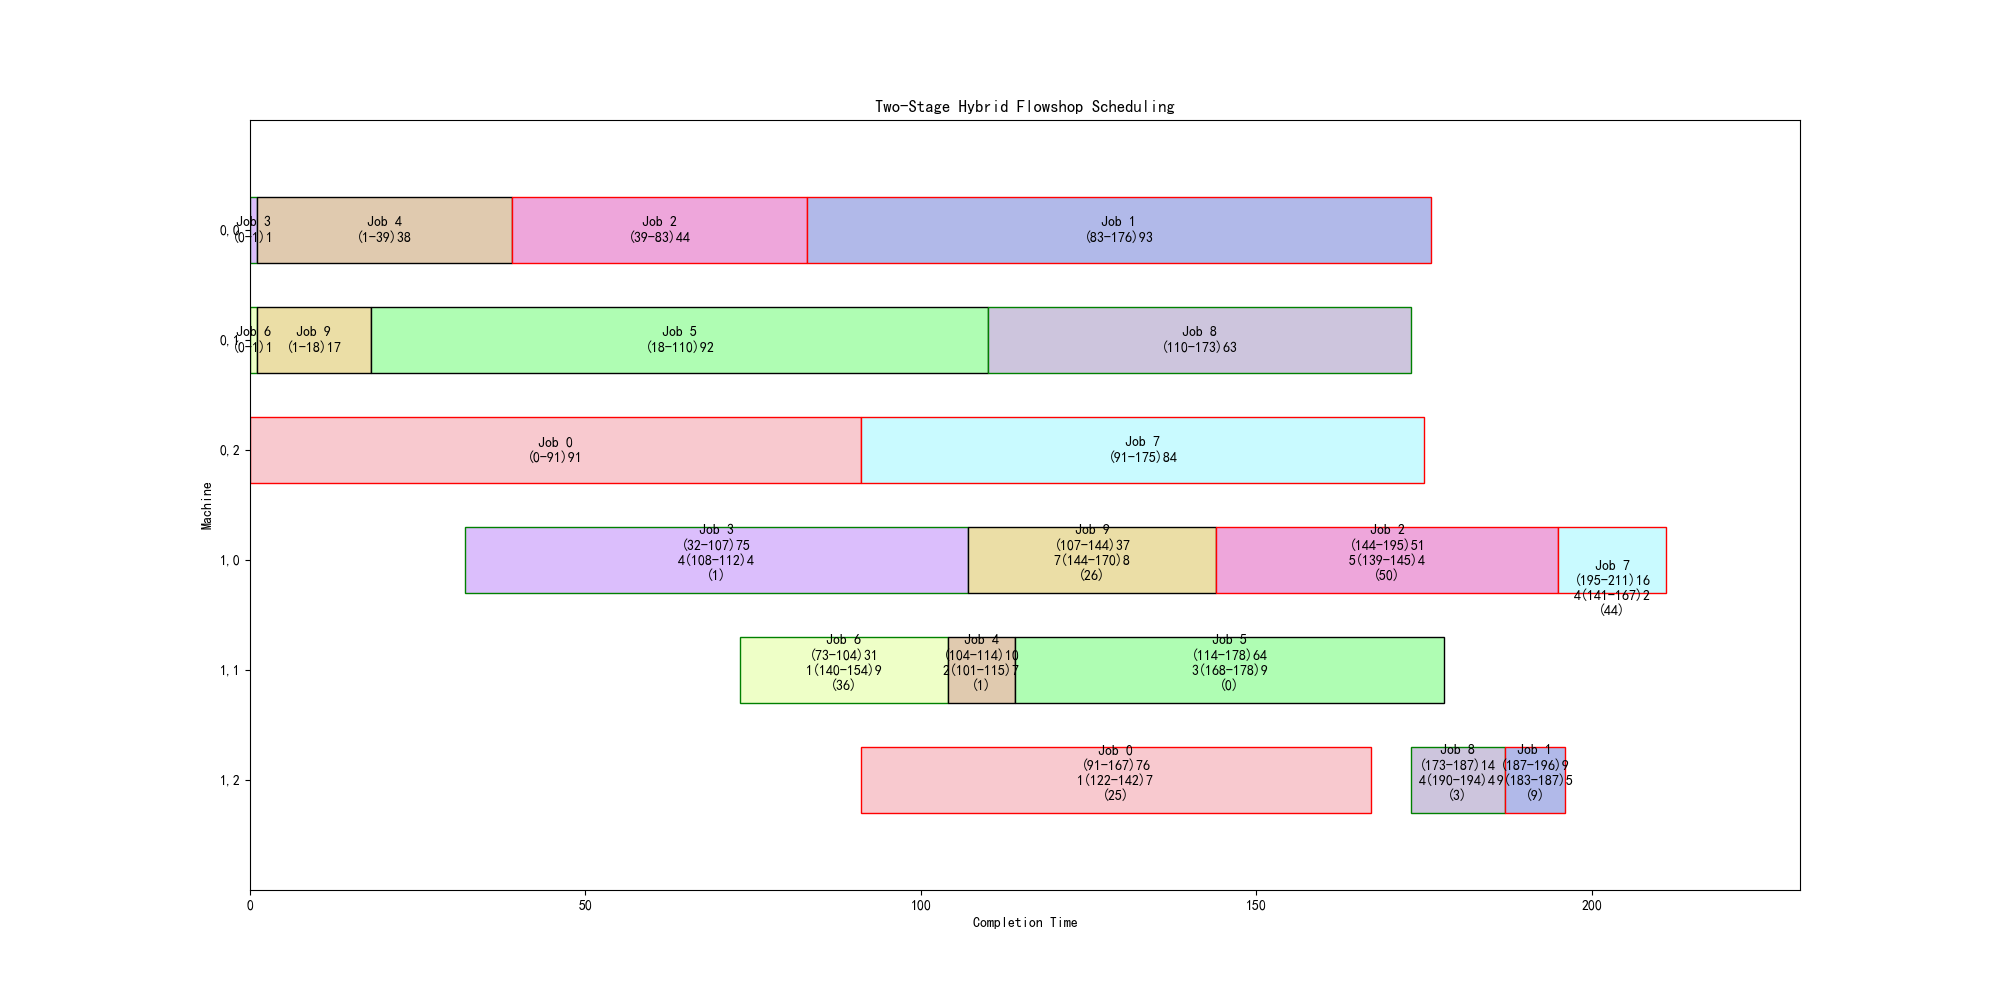 Two-Stage Hybrid Flowshop Scheduling
0,0
Job 3
(0-1)1
Job 4
(1-39)38
Job 2
(39-83)44
Job 1
(83-176)93
0,1
Job 6
(0-1)1
Job 9
(1-18)17
Job 5
(18-110)92
Job 8
(110-173)63
0,2
Job 0
(0-91)91
Job 7
(91-175)84
1,0
Job 3
(32-107)75
4(108-112)4
(1)
Job 9
(107-144)37
7(144-170)8
(26)
Job 2
(144-195)51
5(139-145)4
(50)
Job 7
(195-211)16
4(141-167)2
(44)
1,1
Job 6
(73-104)31
1(140-154)9
(36)
Job 4
(104-114)10
2(101-115)7
(1)
Job 5
(114-178)64
3(168-178)9
(0)
1,2
Job 0
(91-167)76
1(122-142)7
(25)
Job 8
(173-187)14
4(190-194)4
(3)
Job 1
(187-196)9
9(183-187)5
(9)
Machine
0
50
100
150
200
Completion Time